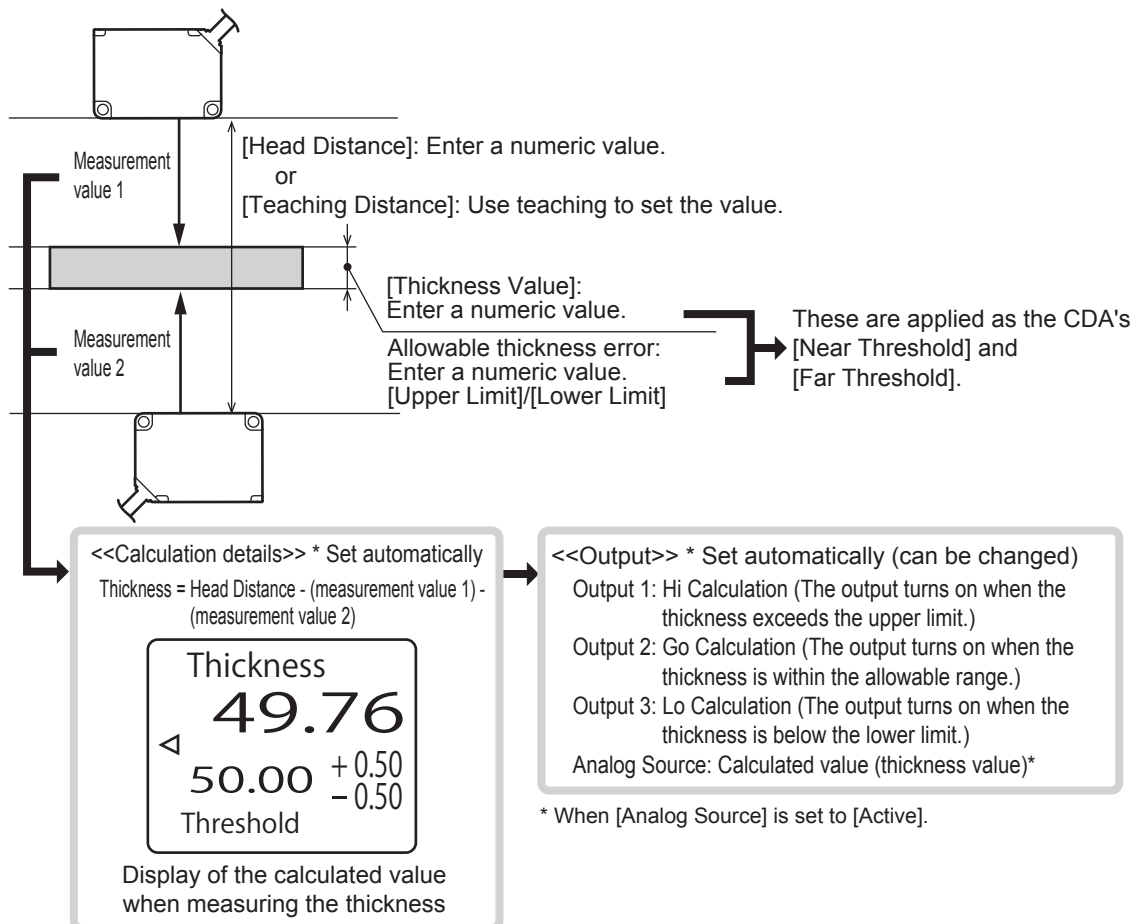 [Head Distance]: Enter a numeric value.
or
[Teaching Distance]: Use teaching to set the value.
Measurement
value 1
[Thickness Value]:
Enter a numeric value.
Allowable thickness error:
Enter a numeric value.
[Upper Limit]/[Lower Limit]
These are applied as the CDA's
[Near Threshold] and
[Far Threshold].
Measurement
value 2
<<Calculation details>> * Set automatically
Thickness = Head Distance - (measurement value 1) -
(measurement value 2)
Thickness
49.76
50.00 + 0.50
− 0.50
Threshold
Display of the calculated value
when measuring the thickness
<<Output>> * Set automatically (can be changed)
Output 1: Hi Calculation (The output turns on when the
thickness exceeds the upper limit.)
Output 2: Go Calculation (The output turns on when the
thickness is within the allowable range.)
Output 3: Lo Calculation (The output turns on when the
thickness is below the lower limit.)
Analog Source: Calculated value (thickness value)*
* When [Analog Source] is set to [Active].